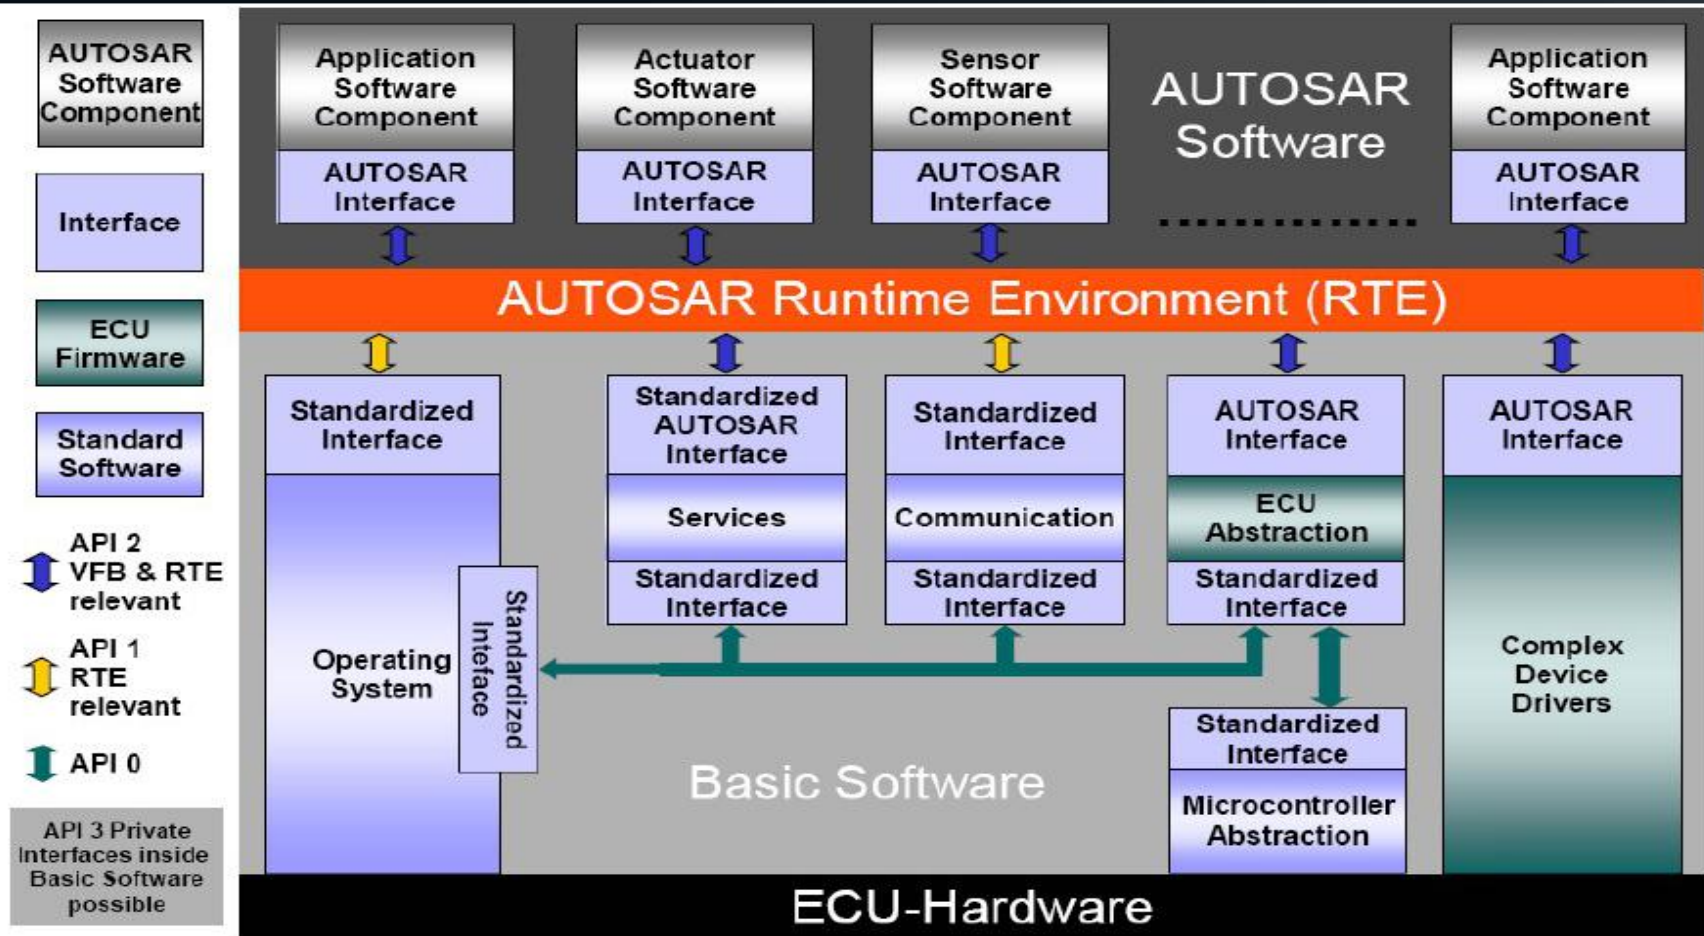 AUTOSAR
Software
Component
Interface
ECU
Firmware
Standard
Software
API 2
VFB & RTE
relevant
API 1
RTE
relevant
API 0
API 3 Private
Interfaces inside
Basic Software
possible
Application
Software
Component
AUTOSAR
Interface
Actuator
Software
Component
AUTOSAR
Interface
Sensor
Software
Component
AUTOSAR
Interface
AUTOSAR
Software
Application
Software
Component
AUTOSAR
Interface
AUTOSAR Runtime Environment (RTE)
Standardized
Interface
Operating
System
Standardized
Inteface
Standardized
AUTOSAR
Interface
Services
Standardized
Interface
Standardized
Interface
Communication
Standardized
Interface
AUTOSAR
Interface
ECU
Abstraction
Standardized
Interface
Standardized
Interface
Microcontroller
Abstraction
AUTOSAR
Interface
Complex
Device
Drivers
Basic Software
ECU-Hardware